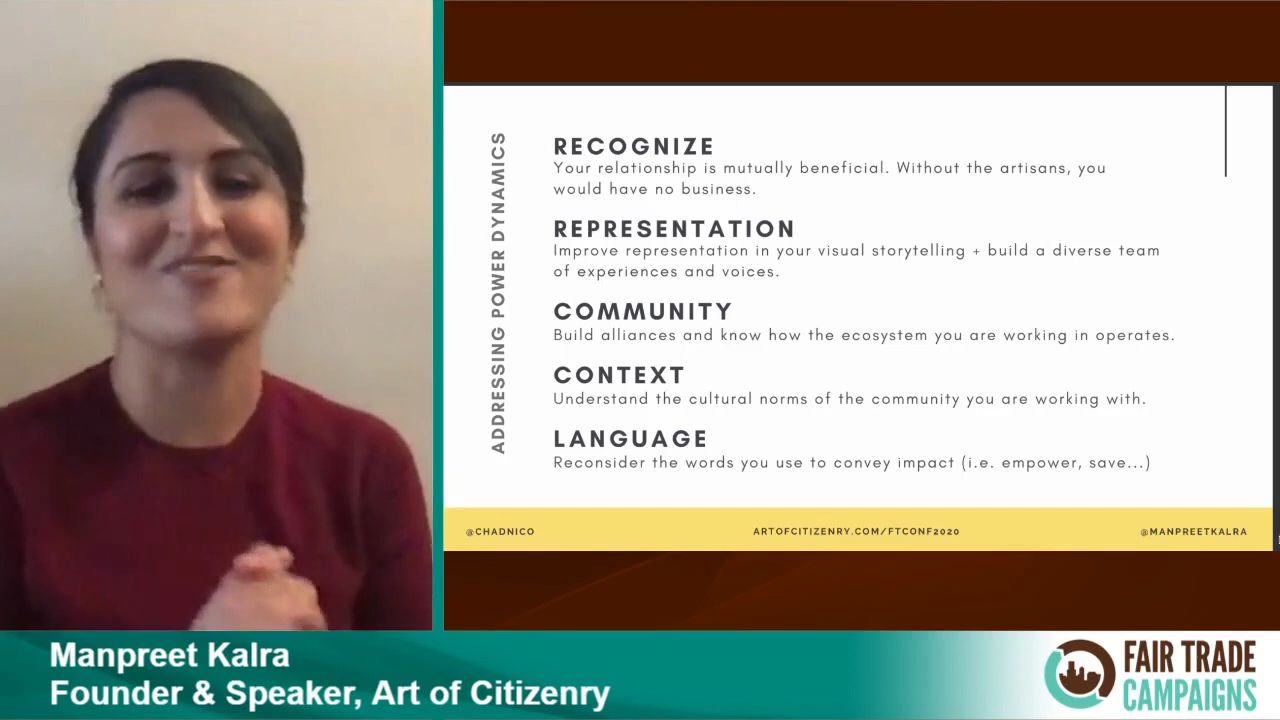 ADDRESSING POWER DYNAMICS
RECOGNIZE
Your relationship is mutually beneficial. Without the artisans, you
would have no business.
REPRESENTATION
Improve representation in your visual storytelling + build a diverse team
of experiences and voices.
COMMUNITY
Build alliances and know how the ecosystem you are working in operates.
CONTEXT
Understand the cultural norms of the community you are working with.
LANGUAGE
Reconsider the words you use to convey impact (i.e. empower, save...)
@CHADNICO
ARTOFCITIZENRY.COM/FTCONF2020
@MANPREETKALRA
Manpreet Kalra
Founder & Speaker, Art of Citizenry
FAIR TRADE
CAMPAIGNS